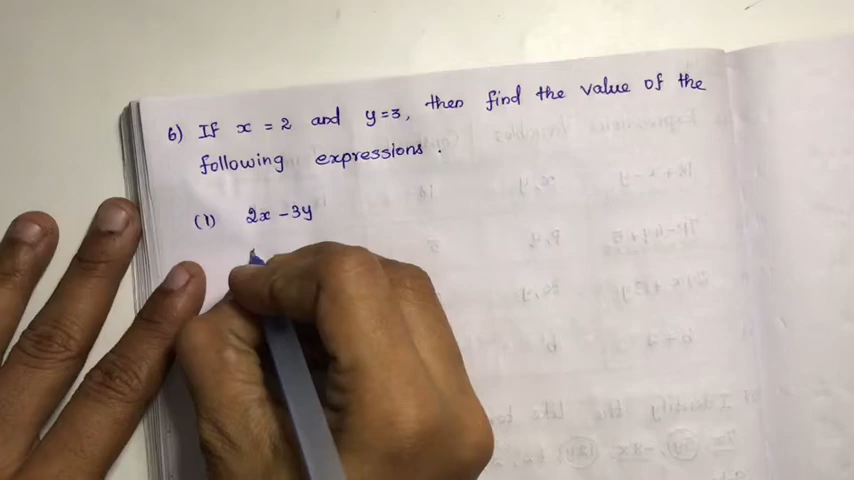 6) If x = 2 and y=3, then find the value of the
following expressions.
(1) 2x - 3y